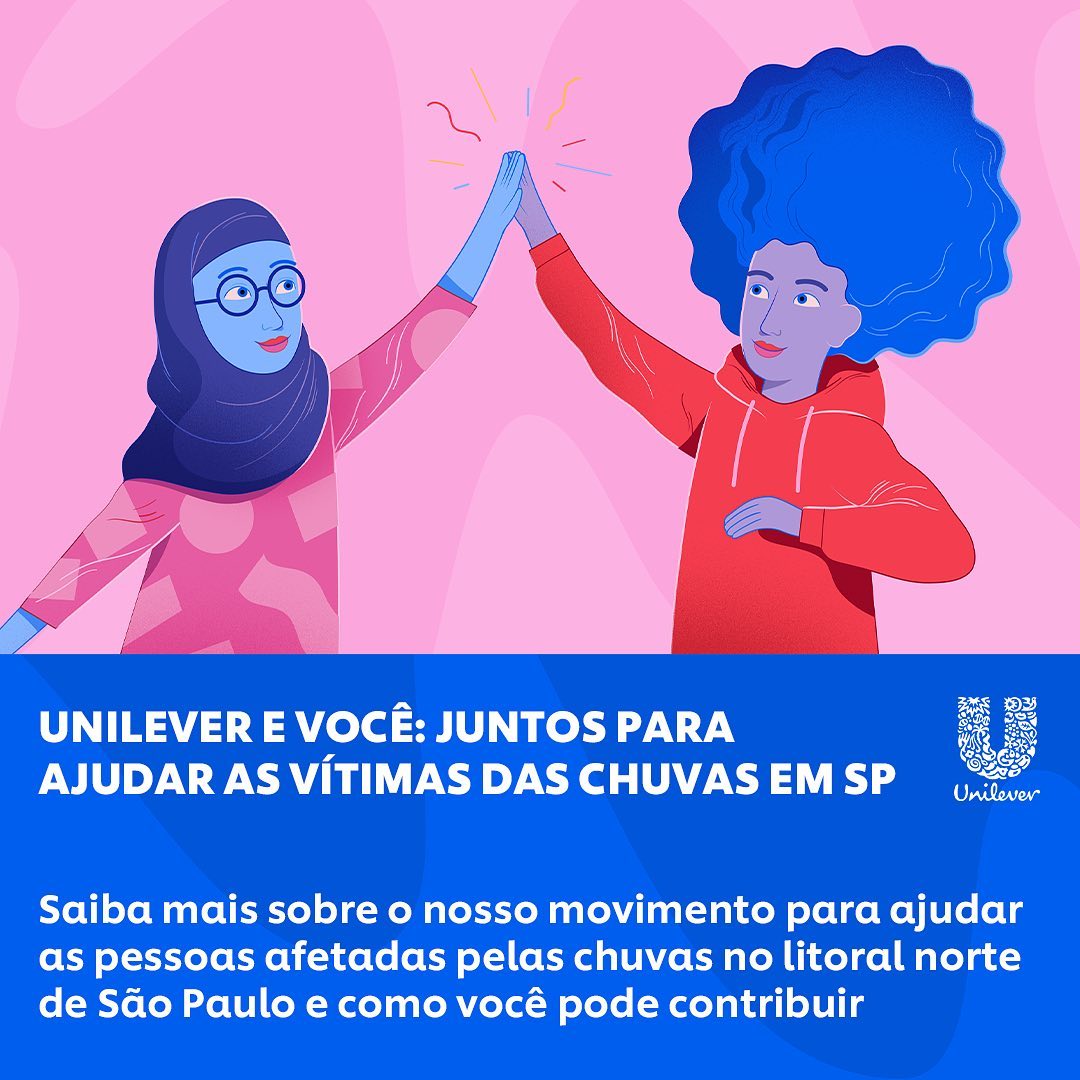 UNILEVER E VOCÊ: JUNTOS PARA
AJUDAR AS VÍTIMAS DAS CHUVAS EM SP
Unilever
Saiba mais sobre o nosso movimento para ajudar
as pessoas afetadas pelas chuvas no litoral norte
de São Paulo e como você pode contribuir